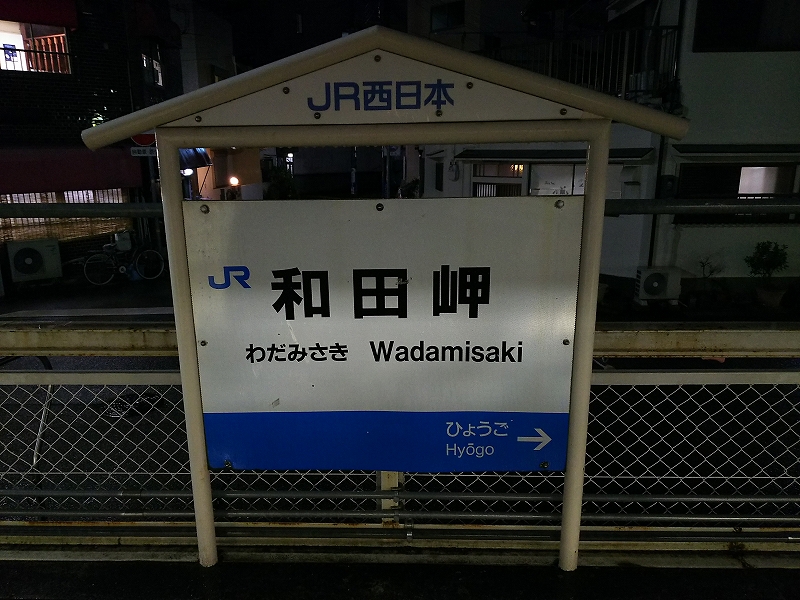 JR西日本
JR 和田岬
わだみさき Wadamisaki
ひょうご →
Hyōgo